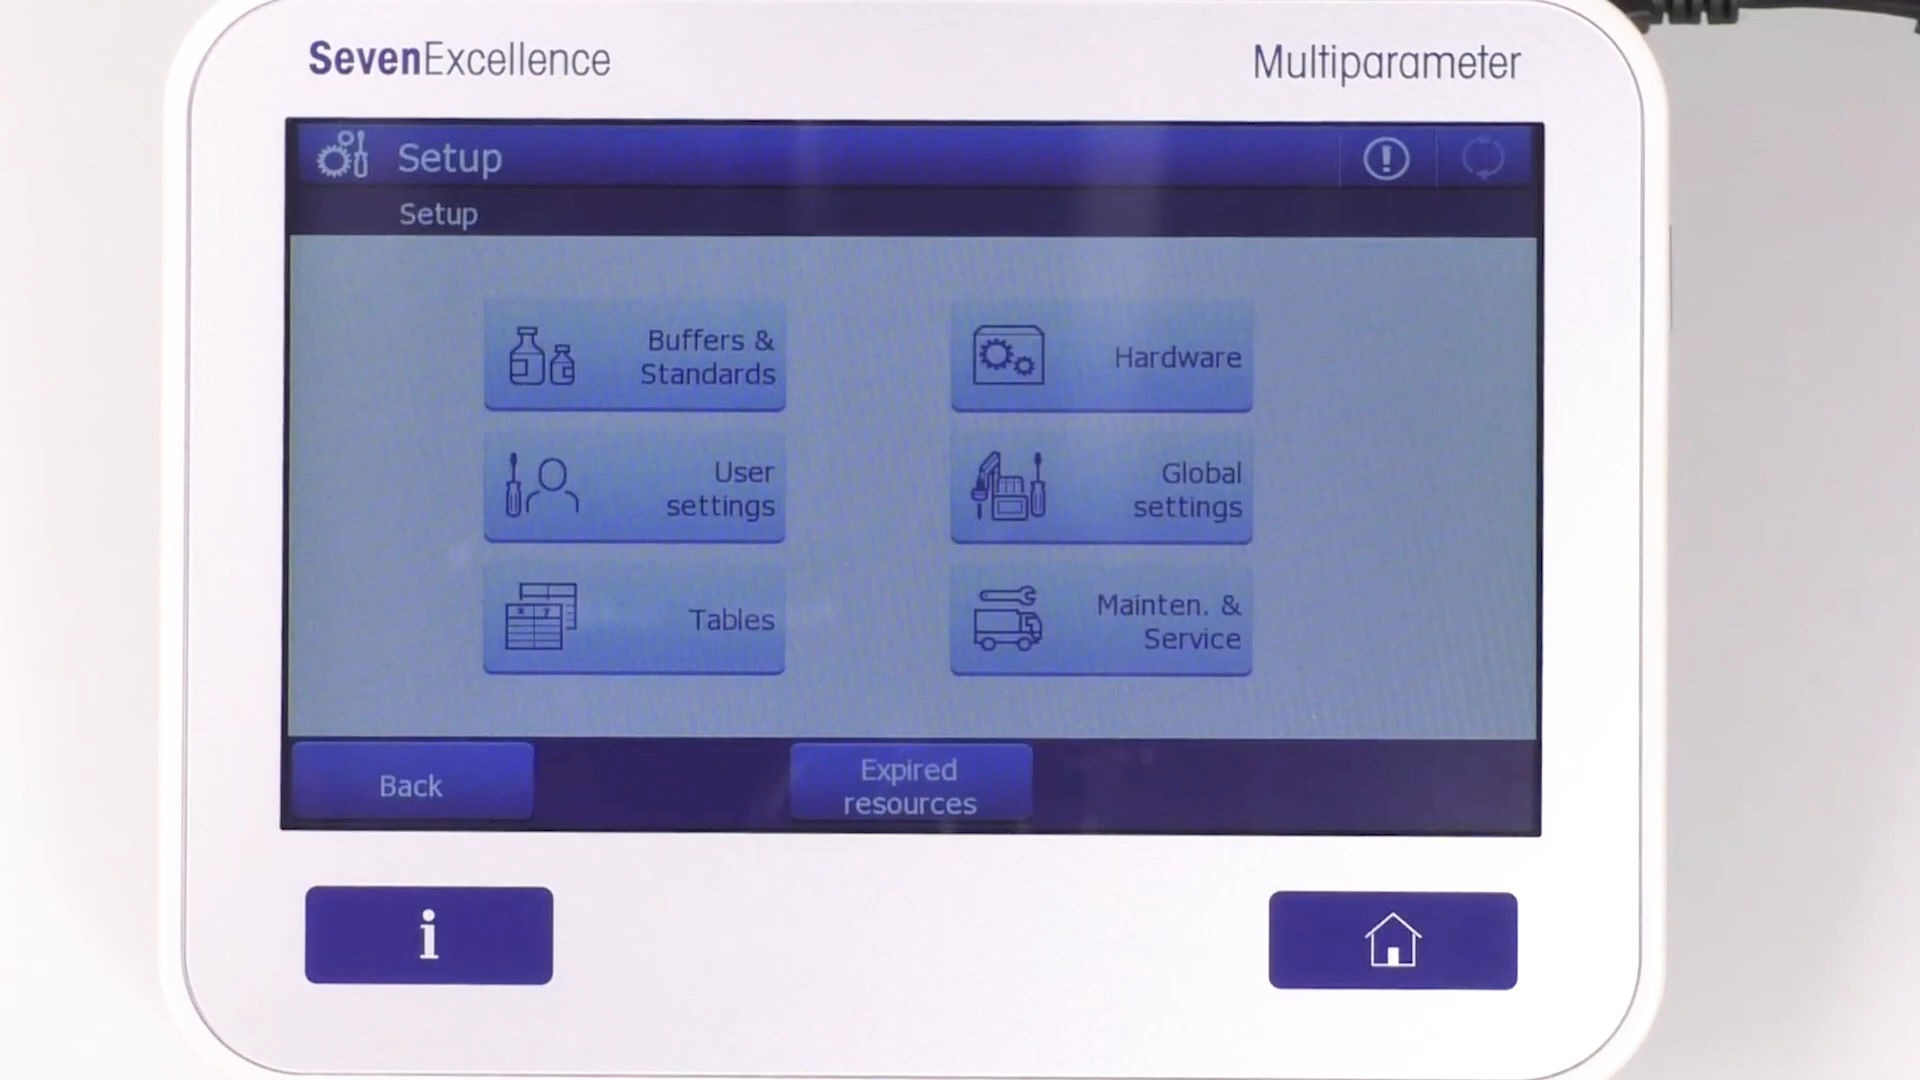 SevenExcellence
Multiparameter
Setup
Setup
Buffers &
Standards
Hardware
User
settings
Global
settings
x y
Tables
Mainten. &
Service
Back
Expired
resources
i